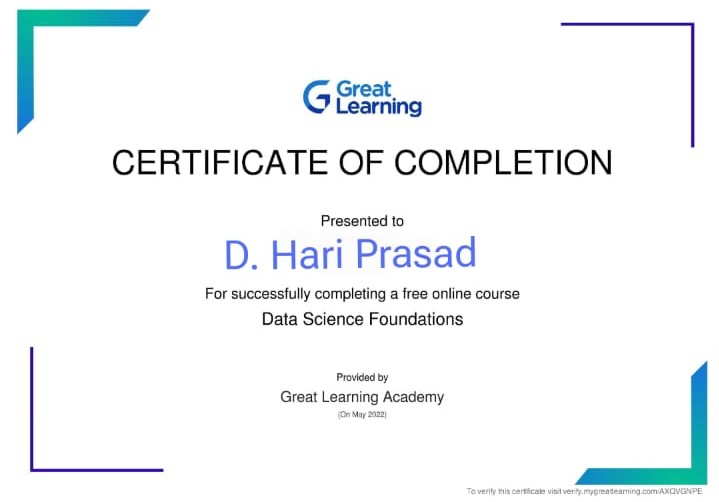 Great
Learning
CERTIFICATE OF COMPLETION
Presented to
D. Hari Prasad
For successfully completing a free online course
Data Science Foundations
Provided by
Great Learning Academy
(On May 2022)
To verify this certificate visit verify.mygreatlearning.com/AXQVGNPE